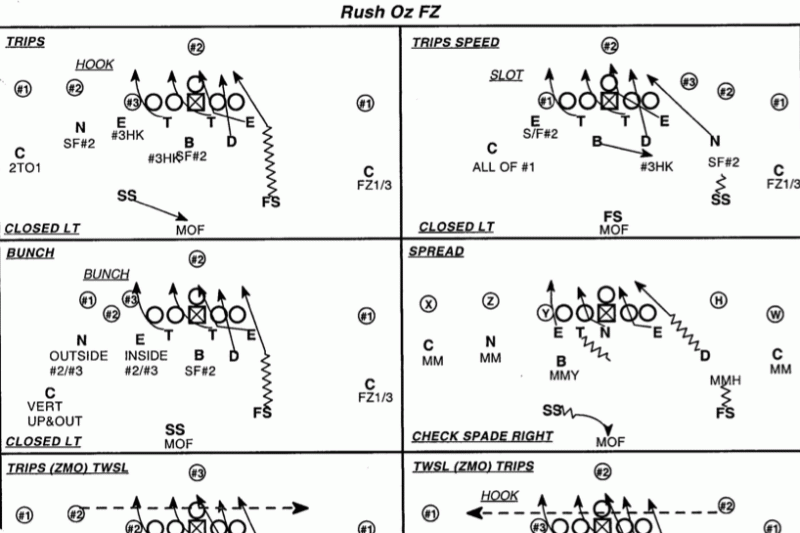 Rush Oz FZ
TRIPS
#2
HOOK
#1
#2
#3
#1
E
T
T
E
#3HK
N
SF#2
B
D
#3HK
SF#2
C
2TO1
C
FZ1/3
SS
FS
MOF
CLOSED LT
TRIPS SPEED
#2
SLOT
#3
#2
#1
#1
E
T
T
E
S/F#2
B
D
N
C
ALL OF #1
#3HK
SF#2
C
FZ1/3
SS
FS
MOF
CLOSED LT
BUNCH
#2
BUNCH
#1
#3
#2
#1
T
T
E
N
E
B
D
OUTSIDE
#2/#3
INSIDE
#2/#3
SF#2
C
VERT
UP&OUT
C
FZ1/3
FS
SS
MOF
CLOSED LT
SPREAD
X
Z
Y
H
W
E
T
N
E
C
MM
N
MM
B
MMY
D
C
MM
MMH
SS
FS
CHECK SPADE RIGHT
MOF
TRIPS (ZMO) TWSL
#3
#1
#2
#2
#1
TWSL (ZMO) TRIPS
#2
HOOK
#1
#2
#3
#1